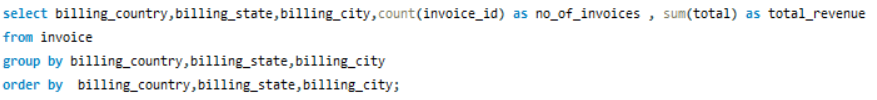 select billing_country,billing_state,billing_city,count(invoice_id) as no_of_invoices , sum(total) as total_revenue
from invoice
group by billing_country,billing_state,billing_city
order by  billing_country,billing_state,billing_city;